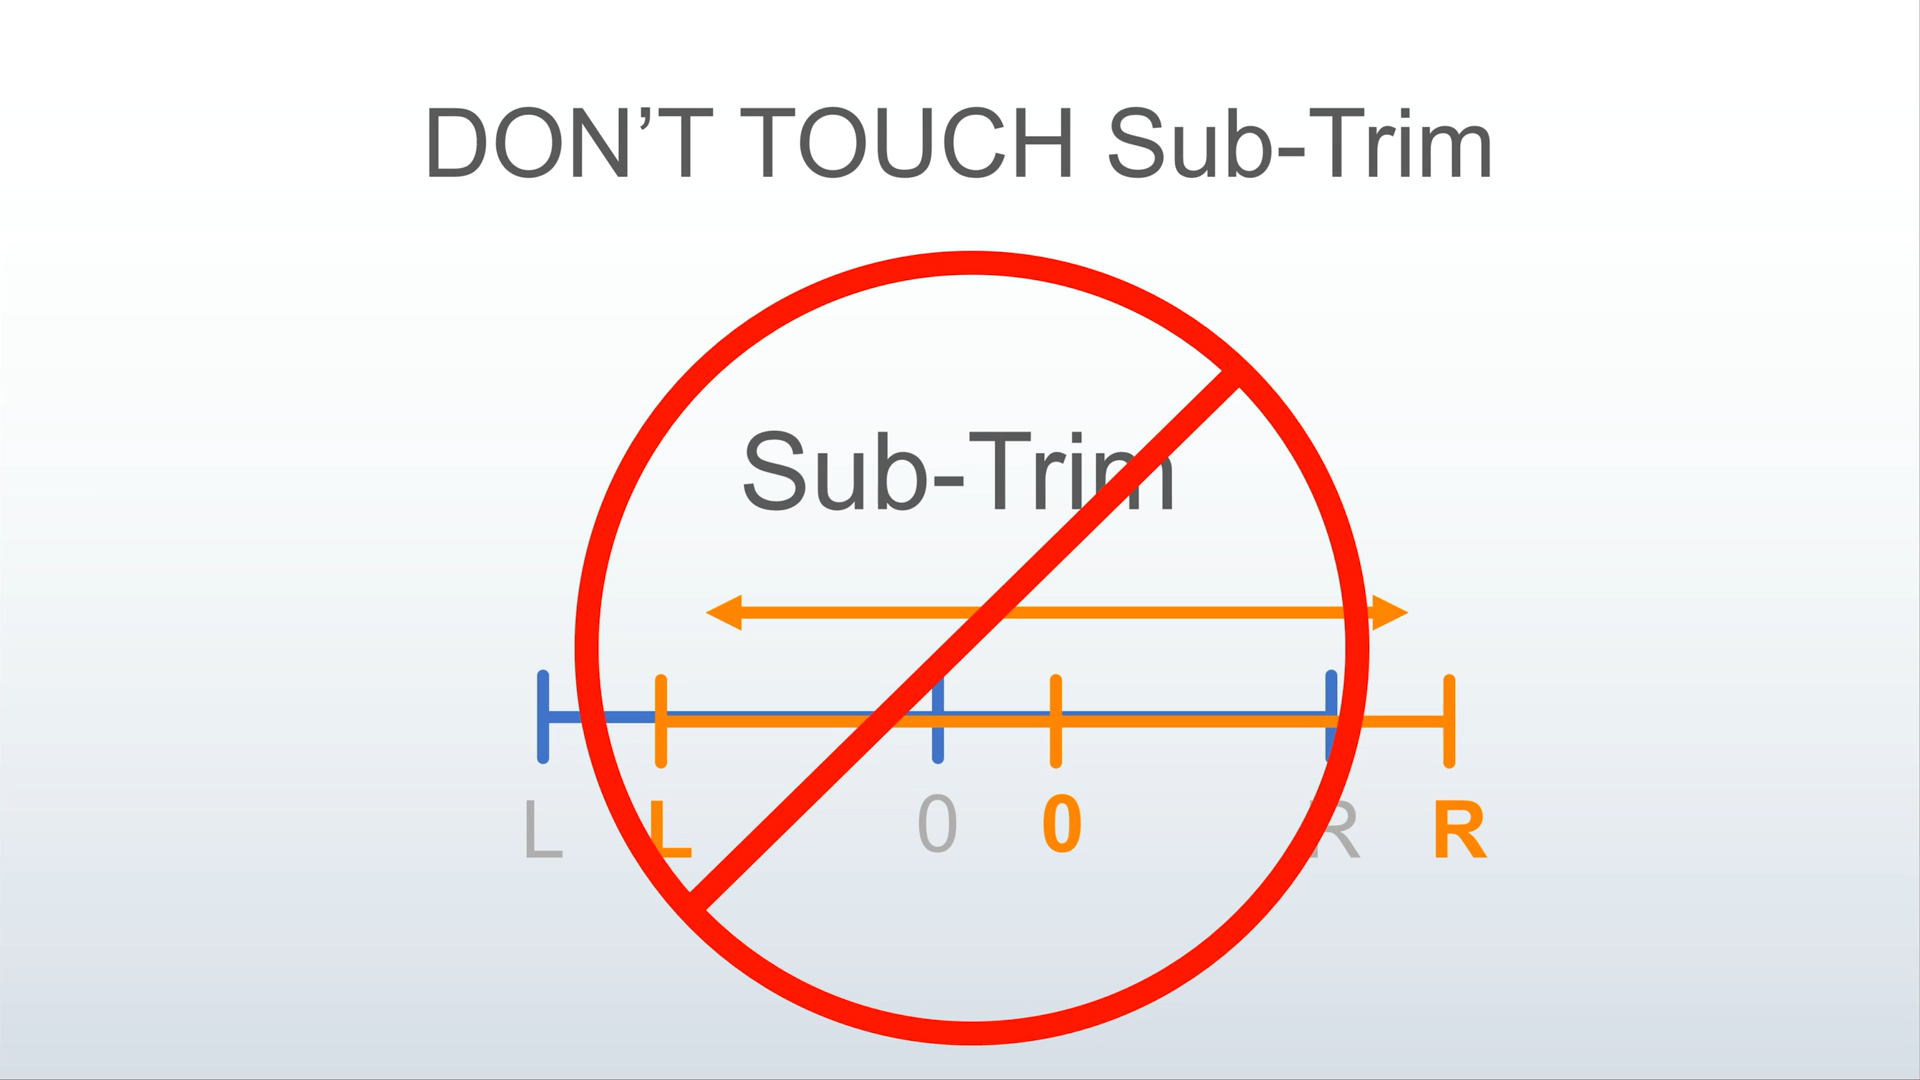 DON’T TOUCH Sub-Trim
Sub-Trim
L L 0 0 R R